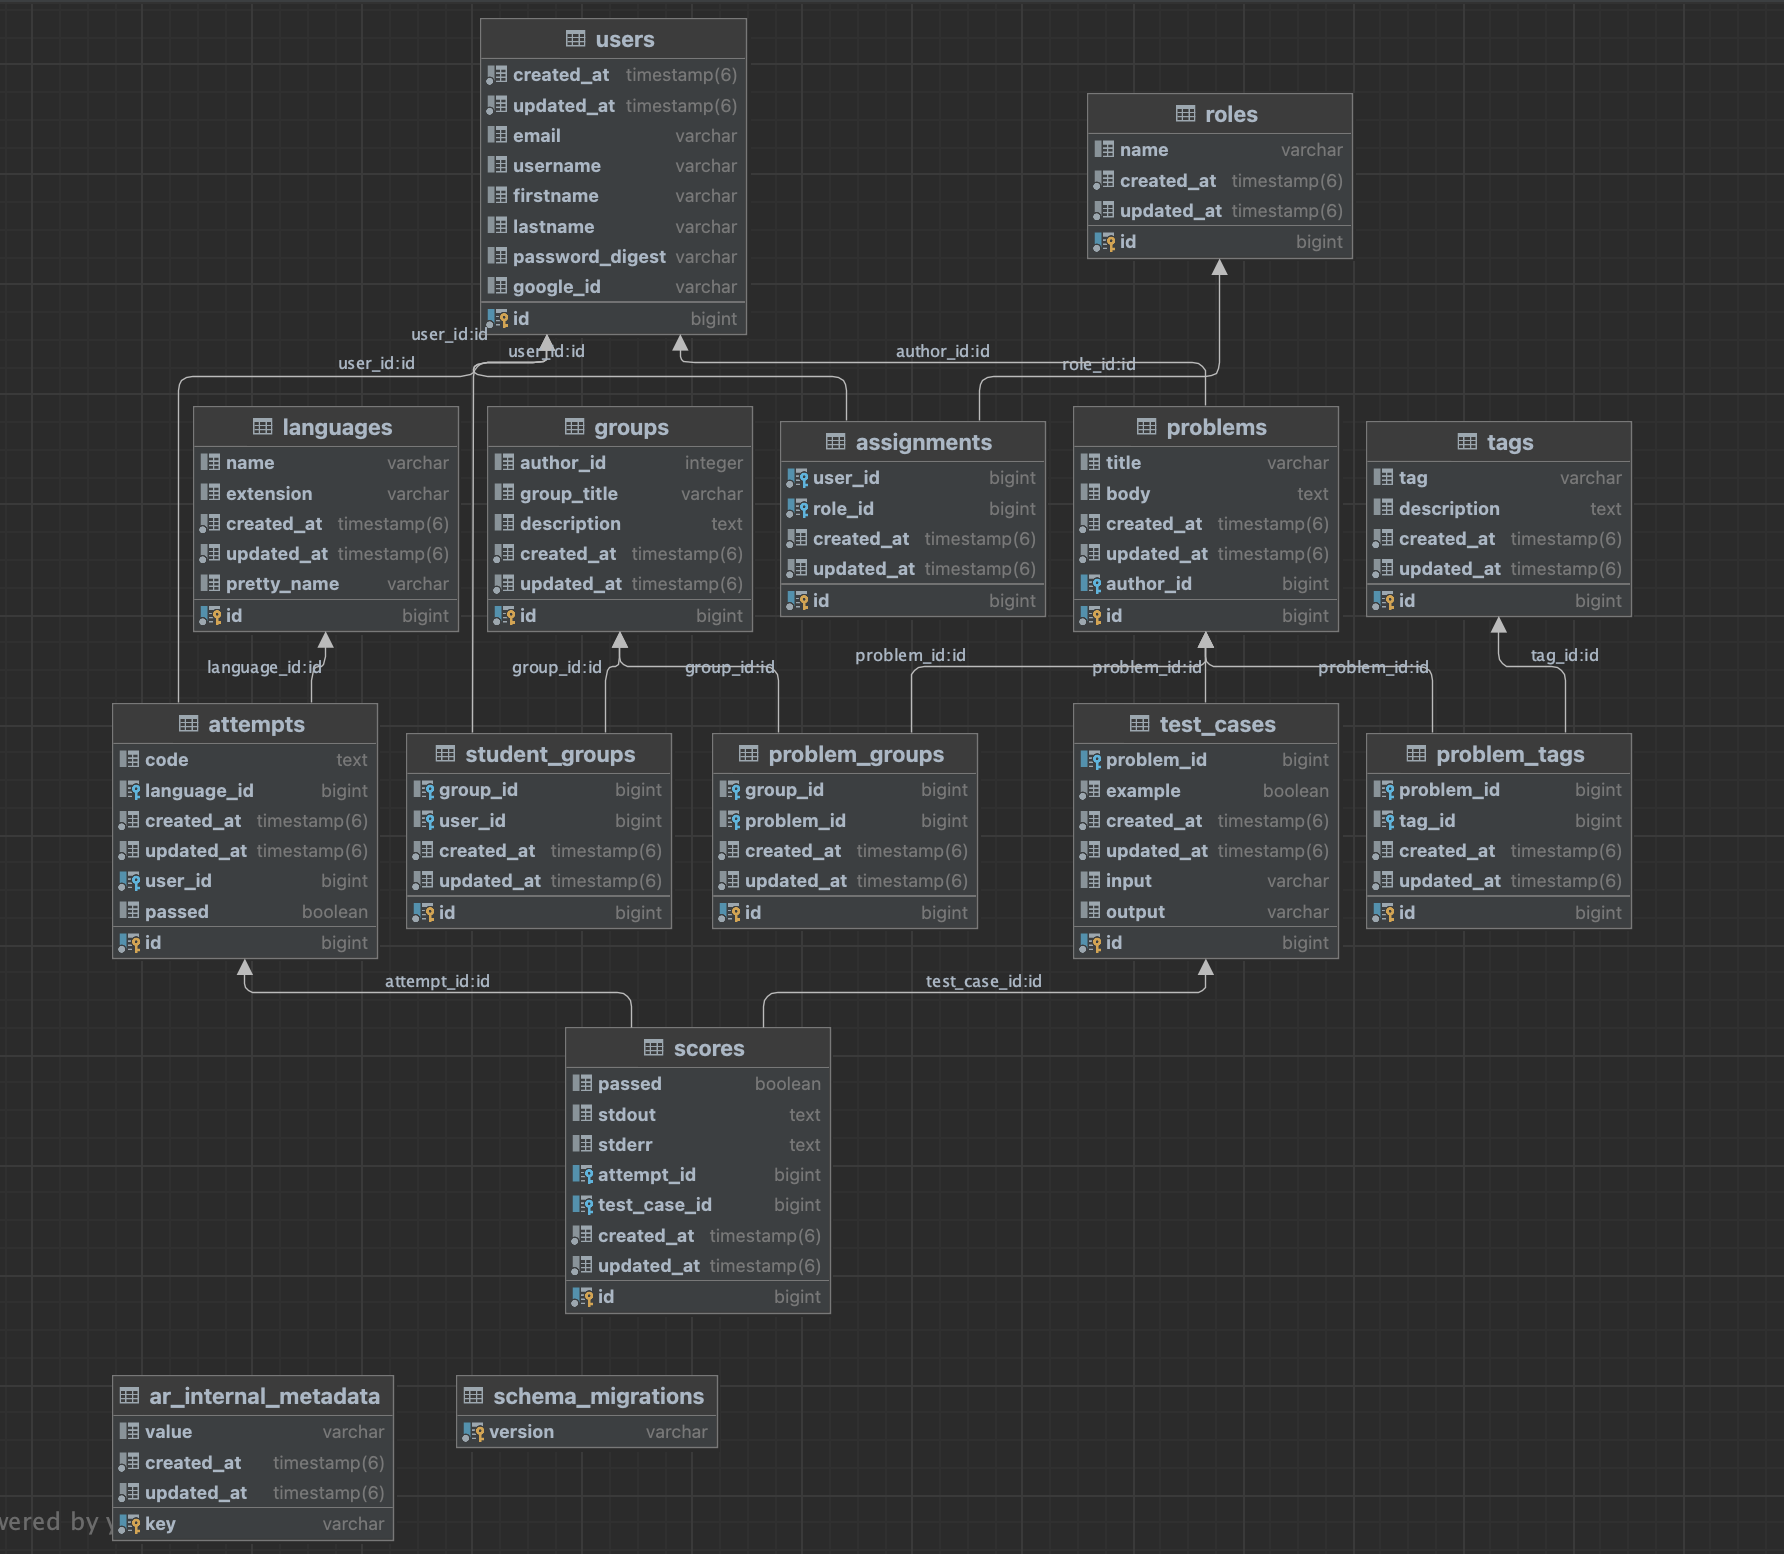 users
created_at timestamp(6)
updated_at timestamp(6)
email varchar
username varchar
firstname varchar
lastname varchar
password_digest varchar
google_id varchar
id bigint
roles
name varchar
created_at timestamp(6)
updated_at timestamp(6)
id bigint
user_id:id
user_id:id
user_id:id
author_id:id
role_id:id
languages
name varchar
extension varchar
created_at timestamp(6)
updated_at timestamp(6)
pretty_name varchar
id bigint
groups
author_id integer
group_title varchar
description text
created_at timestamp(6)
updated_at timestamp(6)
id bigint
assignments
user_id bigint
role_id bigint
created_at timestamp(6)
updated_at timestamp(6)
id bigint
problems
title varchar
body text
created_at timestamp(6)
updated_at timestamp(6)
author_id bigint
id bigint
tags
tag varchar
description text
created_at timestamp(6)
updated_at timestamp(6)
id bigint
language_id:id
group_id:id
group_id:id
problem_id:id
problem_id:id
problem_id:id
tag_id:id
attempts
code text
language_id bigint
created_at timestamp(6)
updated_at timestamp(6)
user_id bigint
passed boolean
id bigint
student_groups
group_id bigint
user_id bigint
created_at timestamp(6)
updated_at timestamp(6)
id bigint
problem_groups
group_id bigint
problem_id bigint
created_at timestamp(6)
updated_at timestamp(6)
id bigint
test_cases
problem_id bigint
example boolean
created_at timestamp(6)
updated_at timestamp(6)
input varchar
output varchar
id bigint
problem_tags
problem_id bigint
tag_id bigint
created_at timestamp(6)
updated_at timestamp(6)
id bigint
attempt_id:id
test_case_id:id
scores
passed boolean
stdout text
stderr text
attempt_id bigint
test_case_id bigint
created_at timestamp(6)
updated_at timestamp(6)
id bigint
ar_internal_metadata
value varchar
created_at timestamp(6)
updated_at timestamp(6)
key varchar
schema_migrations
version varchar
wered by y